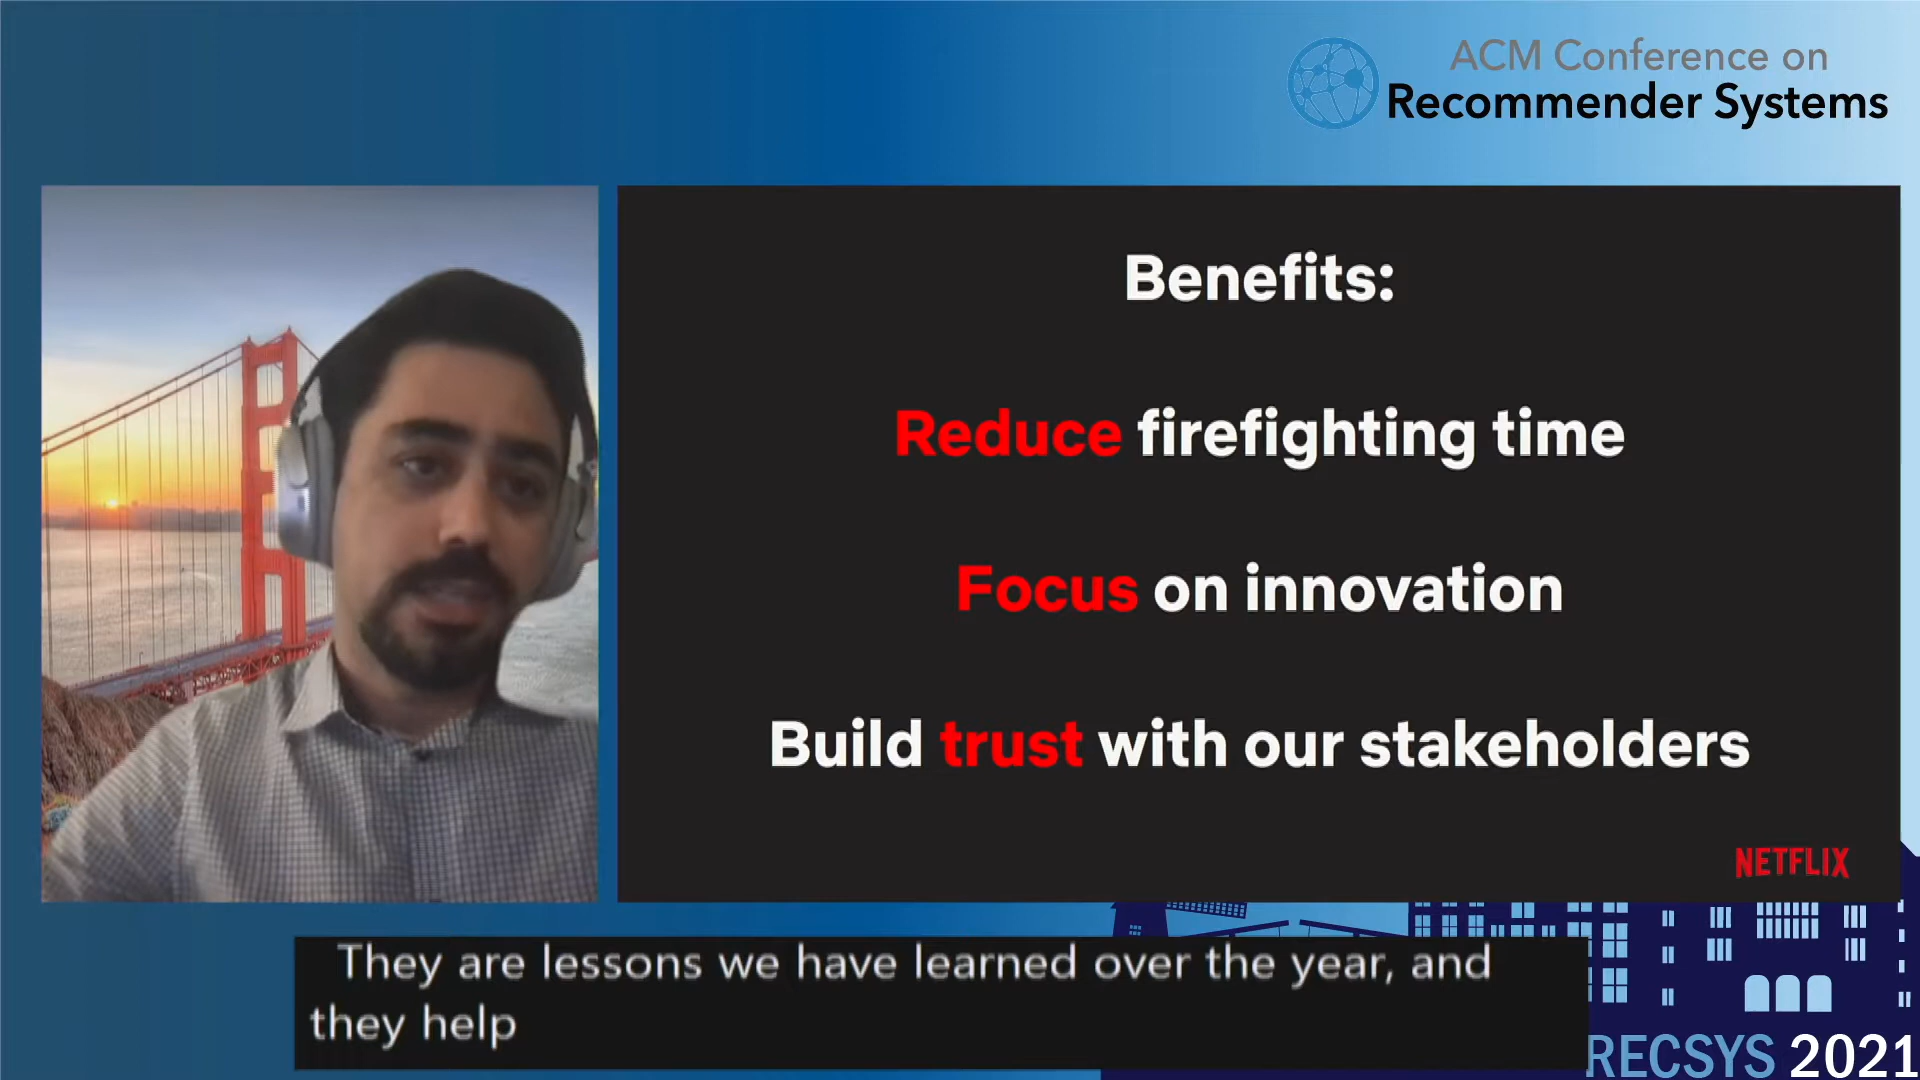 ACM Conference on
Recommender Systems
Benefits:
Reduce firefighting time
Focus on innovation
Build trust with our stakeholders
NETFLIX
They are lessons we have learned over the year, and
they help
RECSYS 2021